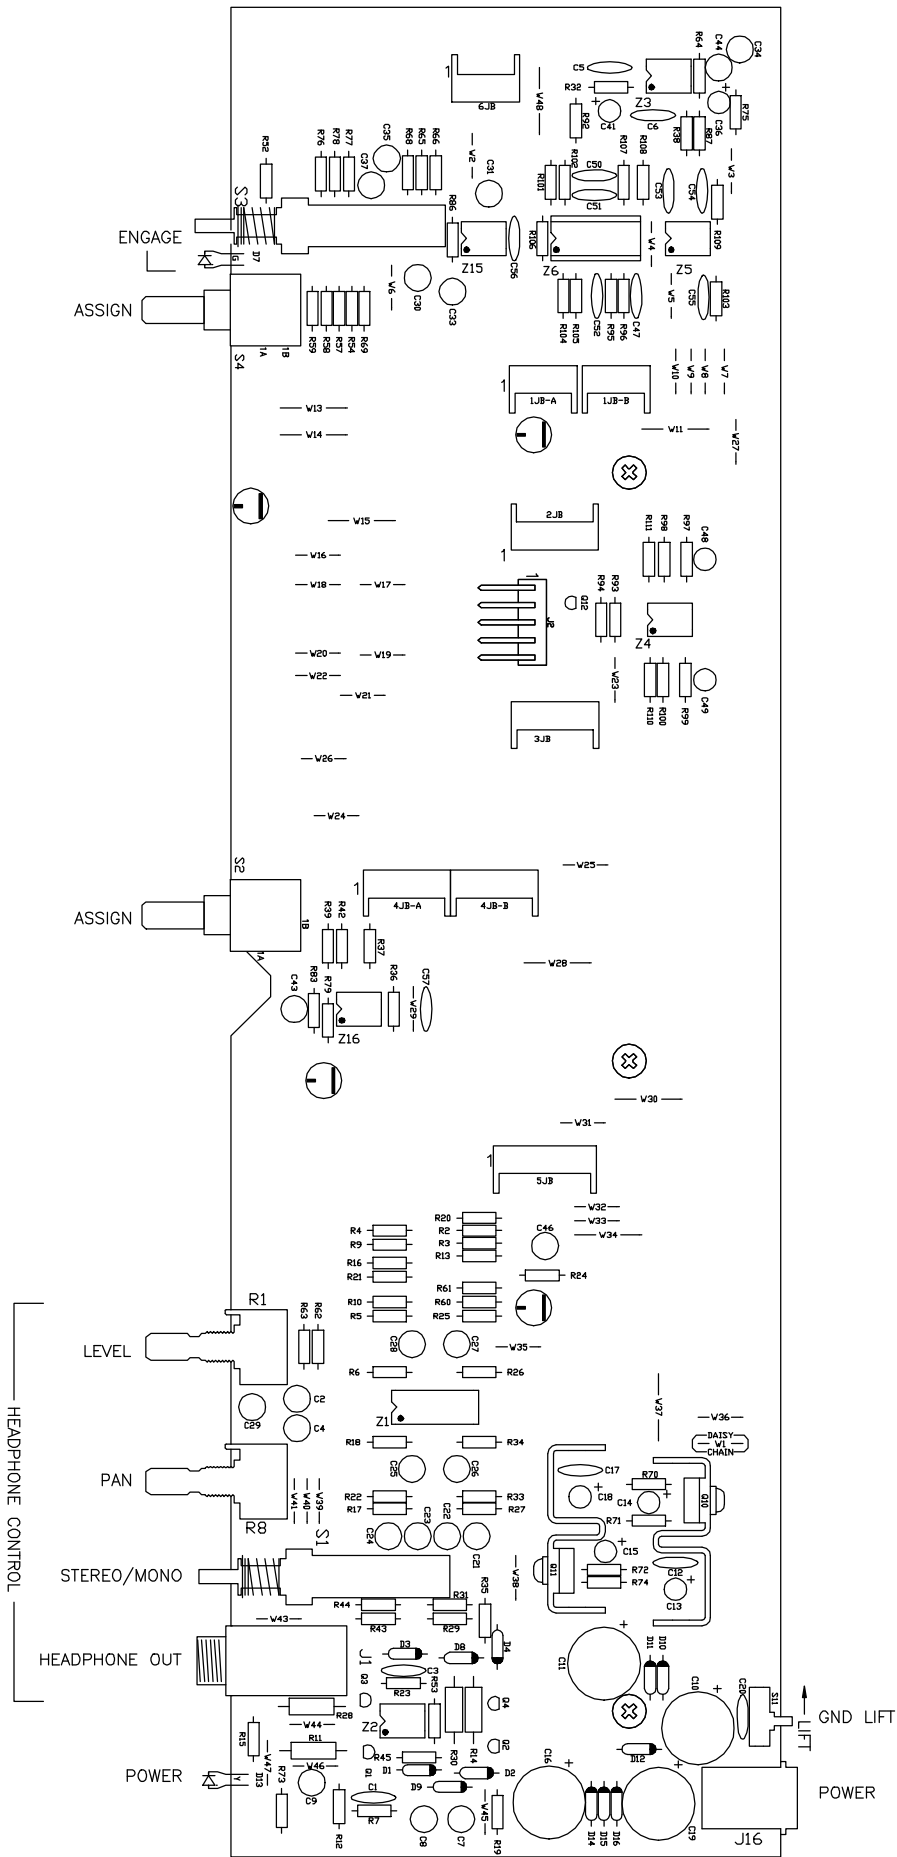 C34
C44
R64
C5
R32
W48
6JB
1
Z3
C41
C6
R92
C36
R75
R38
R87
C35
R76
R78
R77
C37
R68
R65
R66
W2
C31
R52
R101
R102
C50
C51
R107
R108
C53
C54
W3
R109
S3
R86
Z15
C56
R106
Z6
W4
Z5
ENGAGE
G
D7
W6
C30
C33
R104
R105
C52
R95
R96
C47
W5
C55
R103
ASSIGN
S4
1A
1B
R59
R58
R57
R54
R69
1
1JB-A
1JB-B
W10
W9
W8
W7
W13
W14
W11
W27
W15
W16
W18
W17
2JB
1
R111
R98
R97
C48
1
J2
Q12
R94
R93
Z4
W20
W19
W22
W21
W23
R110
R100
R99
C49
3JB
W26
W24
W25
S2
ASSIGN
1B
1A
1
4JB-A
4JB-B
R39
R42
R37
W28
C43
R83
R79
R36
W29
C57
Z16
W30
W31
1
5JB
W32
W33
W34
R4
R9
R16
R21
R10
R5
R20
R2
R3
R13
R61
R60
R25
C46
R24
R1
LEVEL
R63
R62
C28
C27
W35
R6
R26
C29
C2
C4
Z1
W37
W36
DAISY
W1
CHAIN
HEADPHONE CONTROL
PAN
R8
R18
R34
C25
C26
W41
W40
W39
R22
R17
R33
R27
C17
C18
R70
C14
R71
Q10
S1
C24
C23
C22
C21
C15
STEREO/MONO
W38
Q11
R72
R74
C12
C13
R44
R43
R31
R29
R35
W43
HEADPHONE OUT
J1
D3
D8
D4
C3
R23
R53
Q3
C11
D11
D10
C10
C20
S11
LIFT
GND LIFT
R28
W44
R11
W46
R15
W47
Z2
Q4
Q2
R30
R14
R45
Q1
D1
D2
D9
D12
POWER
Y
D13
R73
C9
R12
C1
R7
C8
C7
W45
R19
C16
D14
D15
D16
C19
J16
POWER